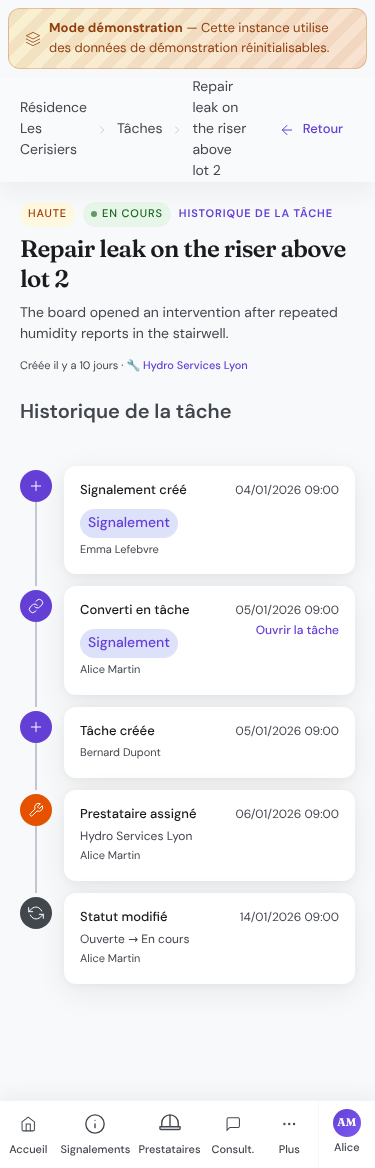 Mode démonstration — Cette instance utilise
des données de démonstration réinitialisables.
Résidence
Les
Cerisiers
Tâches
Repair
leak on
the riser
above
lot 2
Retour
HAUTE
EN COURS
HISTORIQUE DE LA TÂCHE
Repair leak on the riser above
lot 2
The board opened an intervention after repeated
humidity reports in the stairwell.
Créée il y a 10 jours · 🔧 Hydro Services Lyon
Historique de la tâche
Signalement créé
04/01/2026 09:00
Signalement
Emma Lefebvre
Converti en tâche
05/01/2026 09:00
Ouvrir la tâche
Signalement
Alice Martin
Tâche créée
05/01/2026 09:00
Bernard Dupont
Prestataire assigné
06/01/2026 09:00
Hydro Services Lyon
Alice Martin
Statut modifié
14/01/2026 09:00
Ouverte → En cours
Alice Martin
Accueil
Signalements
Prestataires
Consult.
Plus
AM
Alice